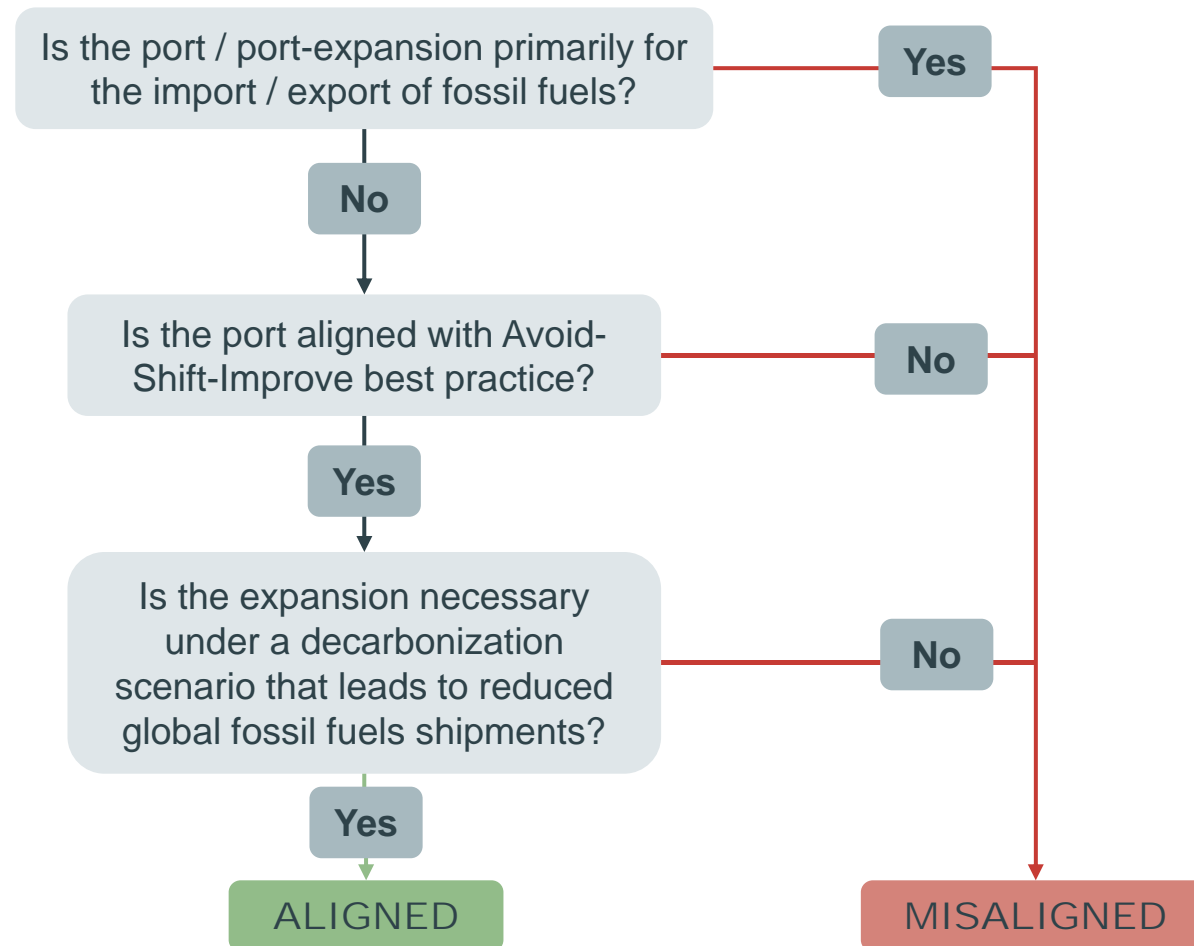 Is the port / port-expansion primarily for
the import / export of fossil fuels?
Yes
No
Is the port aligned with Avoid-
Shift-Improve best practice?
No
Yes
Is the expansion necessary
under a decarbonization
scenario that leads to reduced
global fossil fuels shipments?
No
Yes
ALIGNED
MISALIGNED